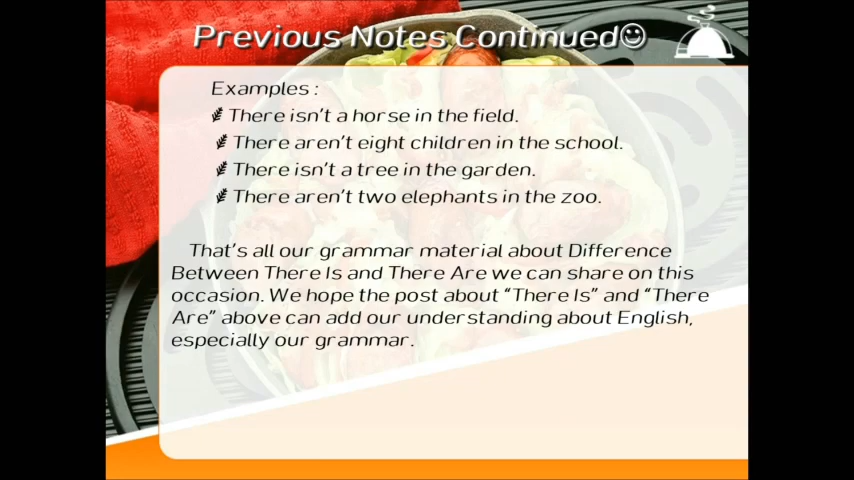 Previous Notes Continued☺
Examples :
There isn't a horse in the field.
There aren't eight children in the school.
There isn't a tree in the garden.
There aren't two elephants in the zoo.
That's all our grammar material about Difference
Between There Is and There Are we can share on this
occasion. We hope the post about “There Is” and “There
Are” above can add our understanding about English,
especially our grammar.